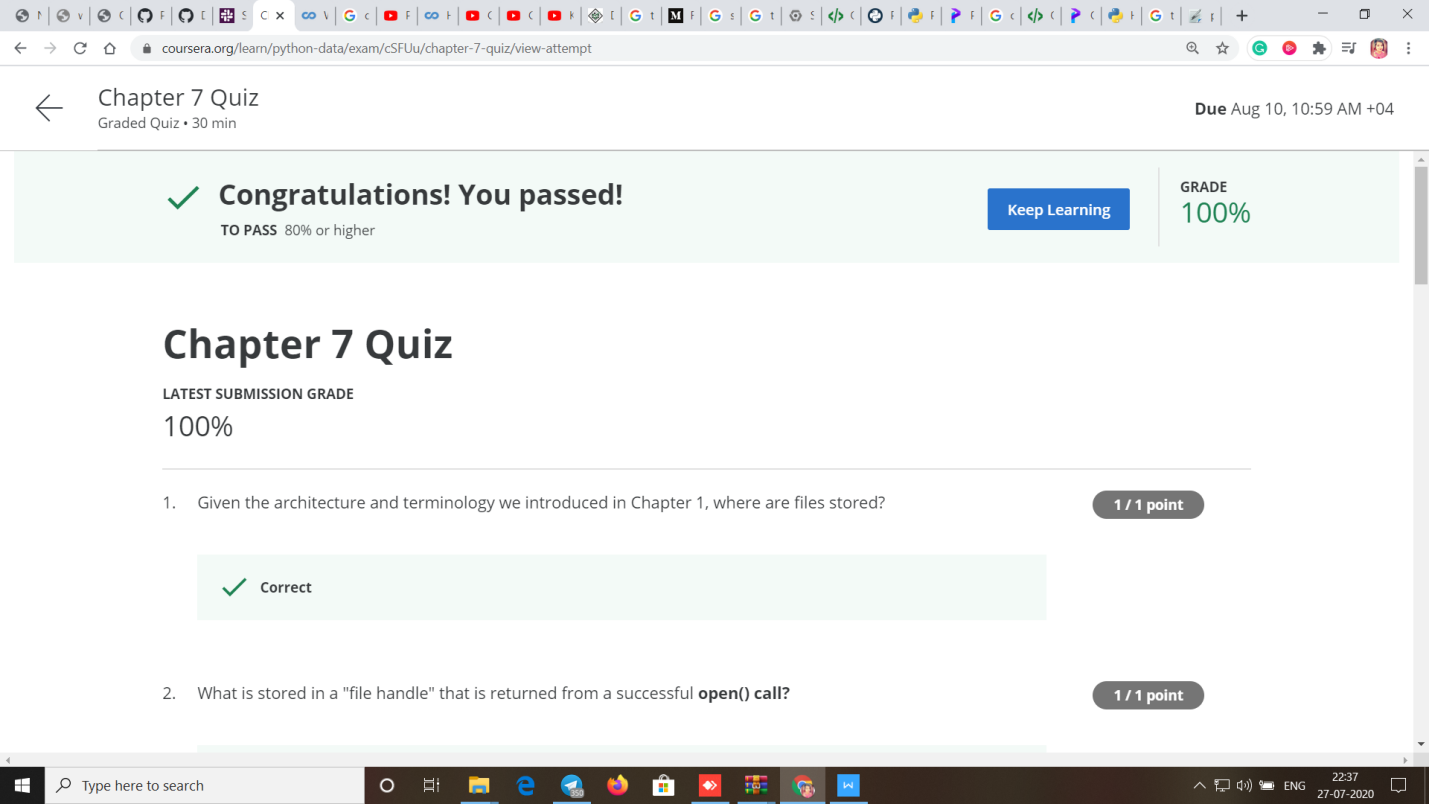 coursera.org/learn/python-data/exam/cSFUu/chapter-7-quiz/view-attempt
Chapter 7 Quiz
Graded Quiz • 30 min
Due Aug 10, 10:59 AM +04
Congratulations! You passed!
TO PASS 80% or higher
Keep Learning
GRADE
100%
Chapter 7 Quiz
LATEST SUBMISSION GRADE
100%
1. Given the architecture and terminology we introduced in Chapter 1, where are files stored?
1 / 1 point
Correct
2. What is stored in a "file handle" that is returned from a successful open() call?
1 / 1 point
Type here to search
350
ENG
22:37
27-07-2020